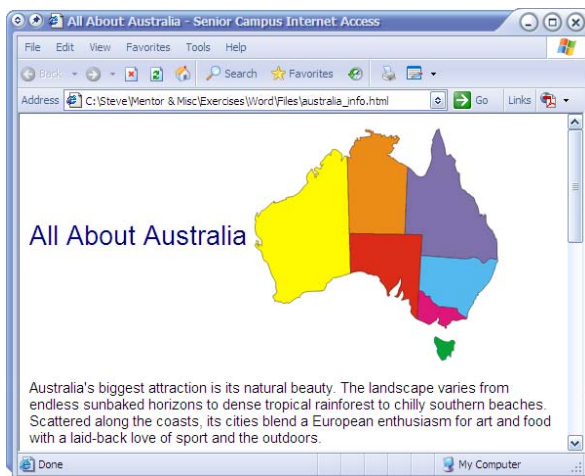 All About Australia - Senior Campus Internet Access
File Edit View Favorites Tools Help
Back Search Favorites
Address C:\Steve\Mentor & Misc\Exercises\Word\Files\australia_info.html Go Links
All About Australia
Australia's biggest attraction is its natural beauty. The landscape varies from
endless sunbaked horizons to dense tropical rainforest to chilly southern beaches.
Scattered along the coasts, its cities blend a European enthusiasm for art and food
with a laid-back love of sport and the outdoors.
Done My Computer